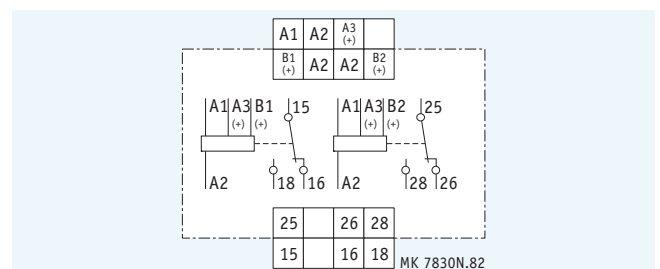 A1 A2 A3 (+)
B1 (+) A2 A2 B2 (+)
A1 A3 (+) B1 (+) 15 A1 A3 (+) B2 (+) 25
A2 18 16 A2 28 26
25 26 28
15 16 18
MK 7830N.82